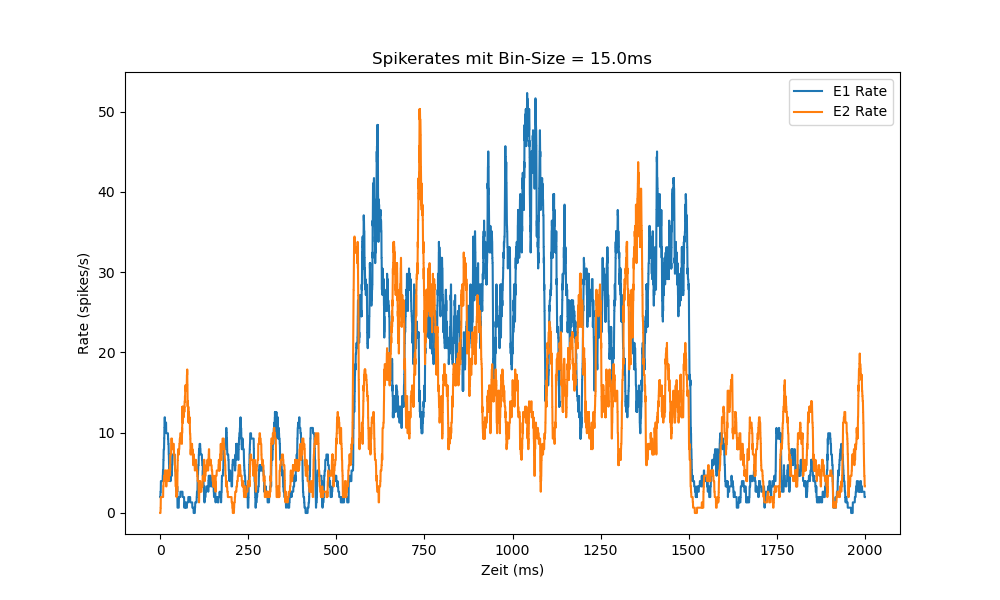 Spikerates mit Bin-Size = 15.0ms
E1 Rate
E2 Rate
50
40
30
20
10
0
Rate (spikes/s)
0 250 500 750 1000 1250 1500 1750 2000
Zeit (ms)